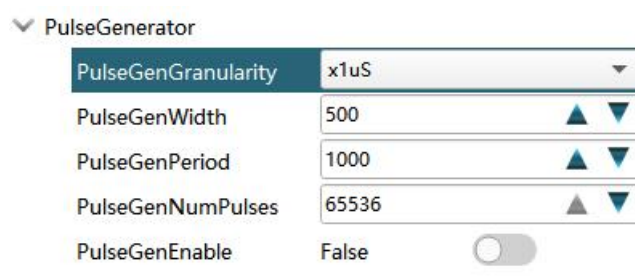 PulseGenerator
PulseGenGranularity x1uS
PulseGenWidth 500
PulseGenPeriod 1000
PulseGenNumPulses 65536
PulseGenEnable False